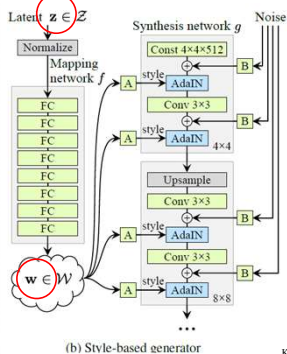 Latent z ∈ Z
Normalize
Mapping
network f
FC
FC
FC
FC
FC
FC
FC
FC
w ∈ W
Synthesis network g
Noise
Const 4×4×512
B
A
style
AdaIN
Conv 3×3
B
A
style
AdaIN
4×4
Upsample
Conv 3×3
B
A
style
AdaIN
Conv 3×3
B
A
style
AdaIN
8×8
...
(b) Style-based generator